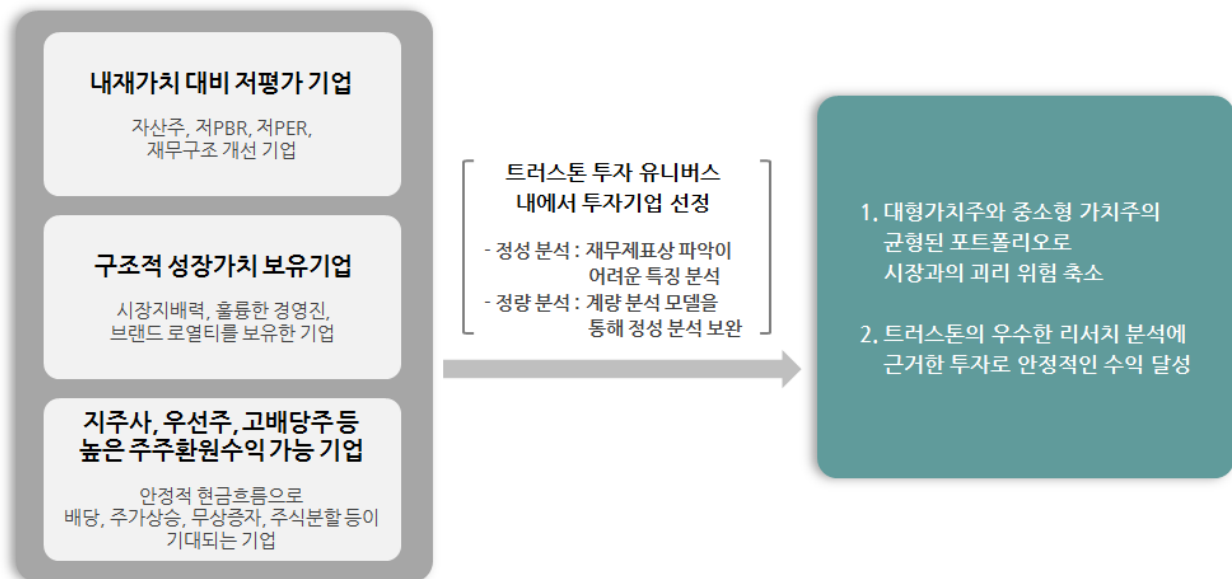 내재가치 대비 저평가 기업
자산주, 저PBR, 저PER,
재무구조 개선 기업
구조적 성장가치 보유기업
시장지배력, 훌륭한 경영진,
브랜드 로열티를 보유한 기업
지주사, 우선주, 고배당주 등
높은 주주환원수익 가능 기업
안정적 현금흐름으로
배당, 주가상승, 무상증자, 주식분할 등이
기대되는 기업
트러스톤 투자 유니버스
내에서 투자기업 선정
- 정성 분석 : 재무제표상 파악이
어려운 특징 분석
- 정량 분석 : 계량 분석 모델을
통해 정성 분석 보완
1. 대형가치주와 중소형 가치주의
균형된 포트폴리오로
시장과의 괴리 위험 축소
2. 트러스톤의 우수한 리서치 분석에
근거한 투자로 안정적인 수익 달성